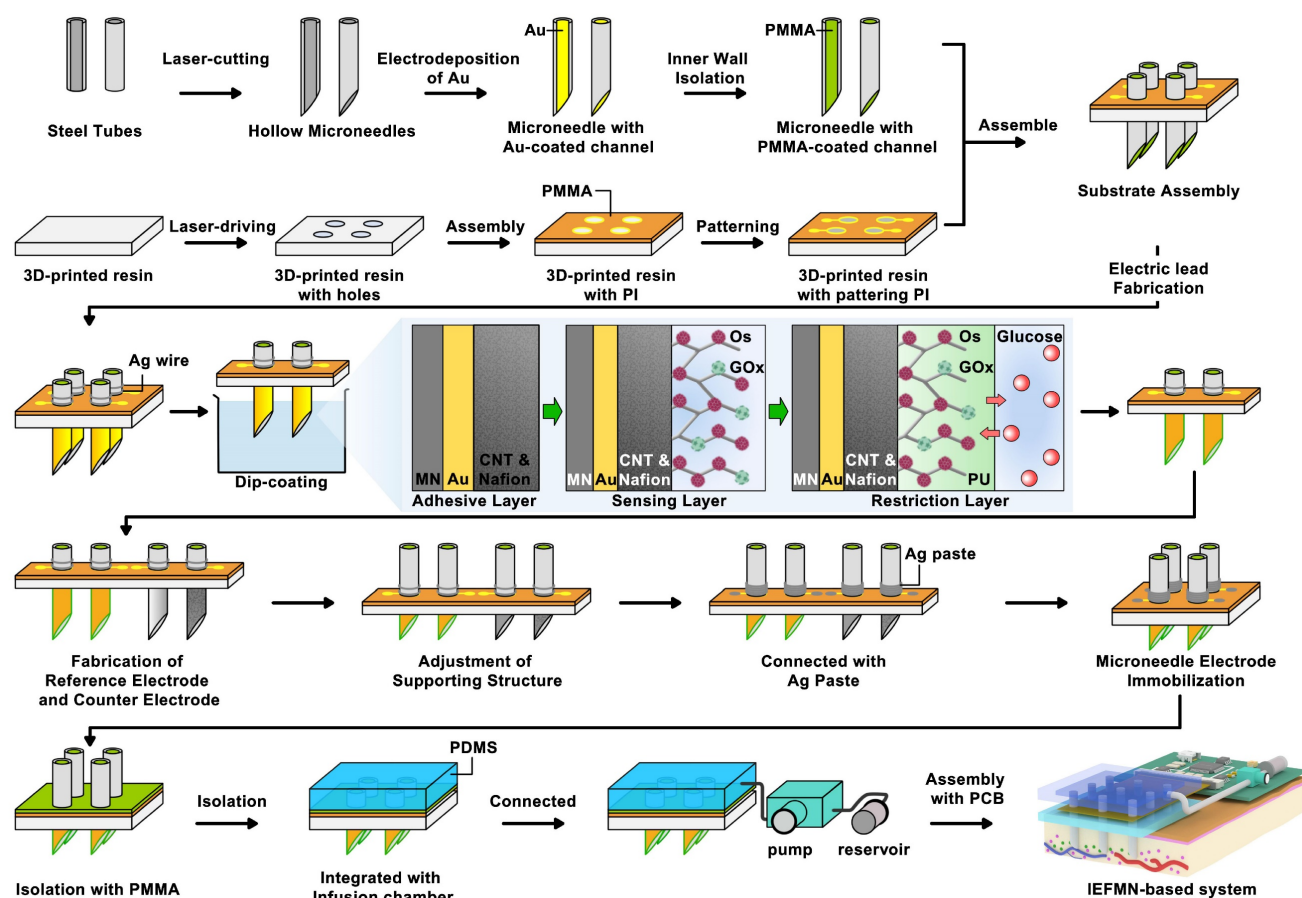 Au
PMMA
Laser-cutting
Electrodeposition
of Au
Inner Wall
Isolation
Steel Tubes
Hollow Microneedles
Microneedle with
Au-coated channel
Microneedle with
PMMA-coated channel
Assemble
Substrate Assembly
PMMA
Laser-driving
Assembly
Patterning
3D-printed resin
3D-printed resin
with holes
3D-printed resin
with PI
3D-printed resin
with pattering PI
Electric lead
Fabrication
Ag wire
Dip-coating
MN
Au
CNT &
Nafion
Adhesive Layer
Os
GOx
MN
Au
CNT &
Nafion
Sensing Layer
Os
GOx
Glucose
MN
Au
CNT &
Nafion
PU
Restriction Layer
Ag paste
Fabrication of
Reference Electrode
and Counter Electrode
Adjustment of
Supporting Structure
Connected with
Ag Paste
Microneedle Electrode
Immobilization
PDMS
Isolation
Connected
pump
reservoir
Assembly
with PCB
Isolation with PMMA
Integrated with
Infusion chamber
IEFMN-based system